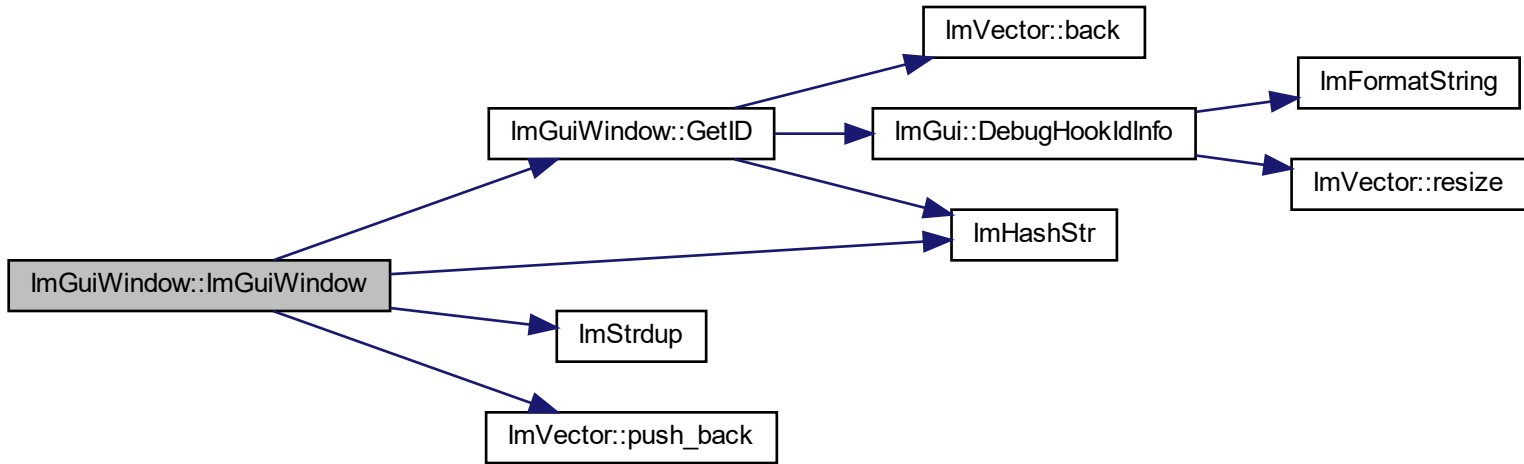 ImVector::back
ImFormatString
ImGuiWindow::GetID
ImGui::DebugHookIdInfo
ImVector::resize
ImHashStr
ImGuiWindow::ImGuiWindow
ImStrdup
ImVector::push_back